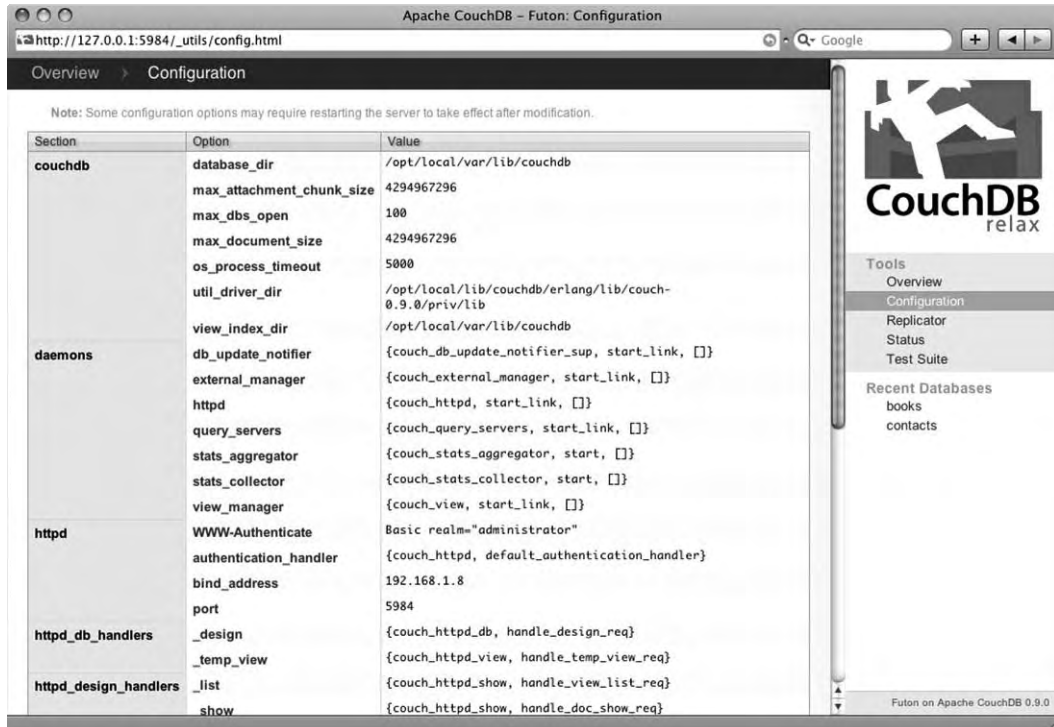 Apache CouchDB – Futon: Configuration
http://127.0.0.1:5984/_utils/config.html
Google
Overview
Configuration
Note: Some configuration options may require restarting the server to take effect after modification.
Section Option Value
couchdb database_dir /opt/local/var/lib/couchdb
max_attachment_chunk_size 4294967296
max_dbs_open 100
max_document_size 4294967296
os_process_timeout 5000
util_driver_dir /opt/local/lib/couchdb/erlang/lib/couch-
0.9.0/priv/lib
view_index_dir /opt/local/var/lib/couchdb
daemons db_update_notifier {couch_db_update_notifier_sup, start_link, []}
external_manager {couch_external_manager, start_link, []}
httpd {couch_httpd, start_link, []}
query_servers {couch_query_servers, start_link, []}
stats_aggregator {couch_stats_aggregator, start, []}
stats_collector {couch_stats_collector, start, []}
view_manager {couch_view, start_link, []}
httpd WWW-Authenticate Basic realm="administrator"
authentication_handler {couch_httpd, default_authentication_handler}
bind_address 192.168.1.8
port 5984
httpd_db_handlers _design {couch_httpd_db, handle_design_req}
_temp_view {couch_httpd_view, handle_temp_view_req}
httpd_design_handlers _list {couch_httpd_show, handle_view_list_req}
_show {couch_httpd_show, handle_doc_show_req}
CouchDB
relax
Tools
Overview
Configuration
Replicator
Status
Test Suite
Recent Databases
books
contacts
Futon on Apache CouchDB 0.9.0